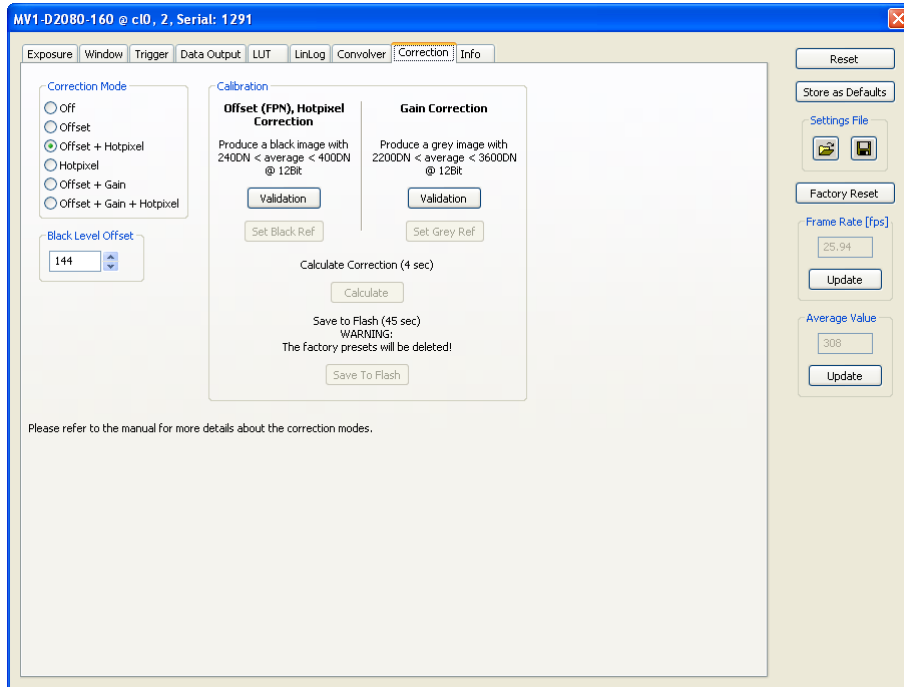 MV1-D2080-160 @ cl0, 2, Serial: 1291
Exposure Window Trigger Data Output LUT LinLog Convolver Correction Info
Correction Mode
Off
Offset
Offset + Hotpixel
Hotpixel
Offset + Gain
Offset + Gain + Hotpixel
Black Level Offset
144
Calibration
Offset (FPN), Hotpixel
Correction
Produce a black image with
240DN < average < 400DN
@ 12Bit
Validation
Set Black Ref
Gain Correction
Produce a grey image with
2200DN < average < 3600DN
@ 12Bit
Validation
Set Grey Ref
Calculate Correction (4 sec)
Calculate
Save to Flash (45 sec)
WARNING:
The factory presets will be deleted!
Save To Flash
Please refer to the manual for more details about the correction modes.
Reset
Store as Defaults
Settings File
Factory Reset
Frame Rate [fps]
25.94
Update
Average Value
308
Update